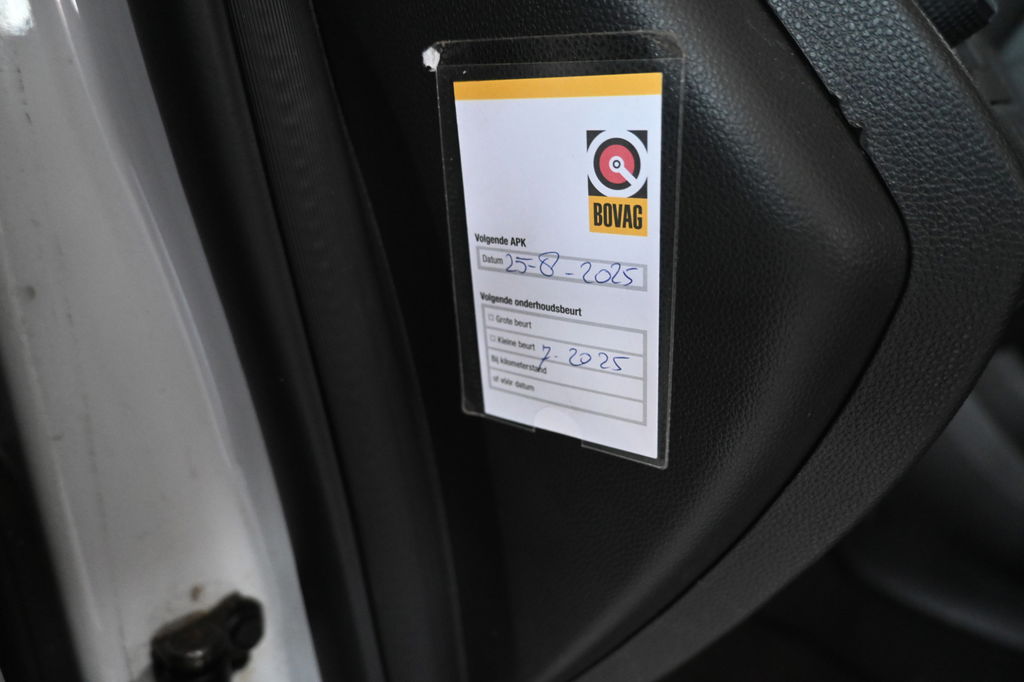 BOVAG
Volgende APK
Datum 25-8-2025
Volgende onderhoudsbeurt
Grote beurt
Kleine beurt 7-2025
Bij kilometerstand
of vóór datum